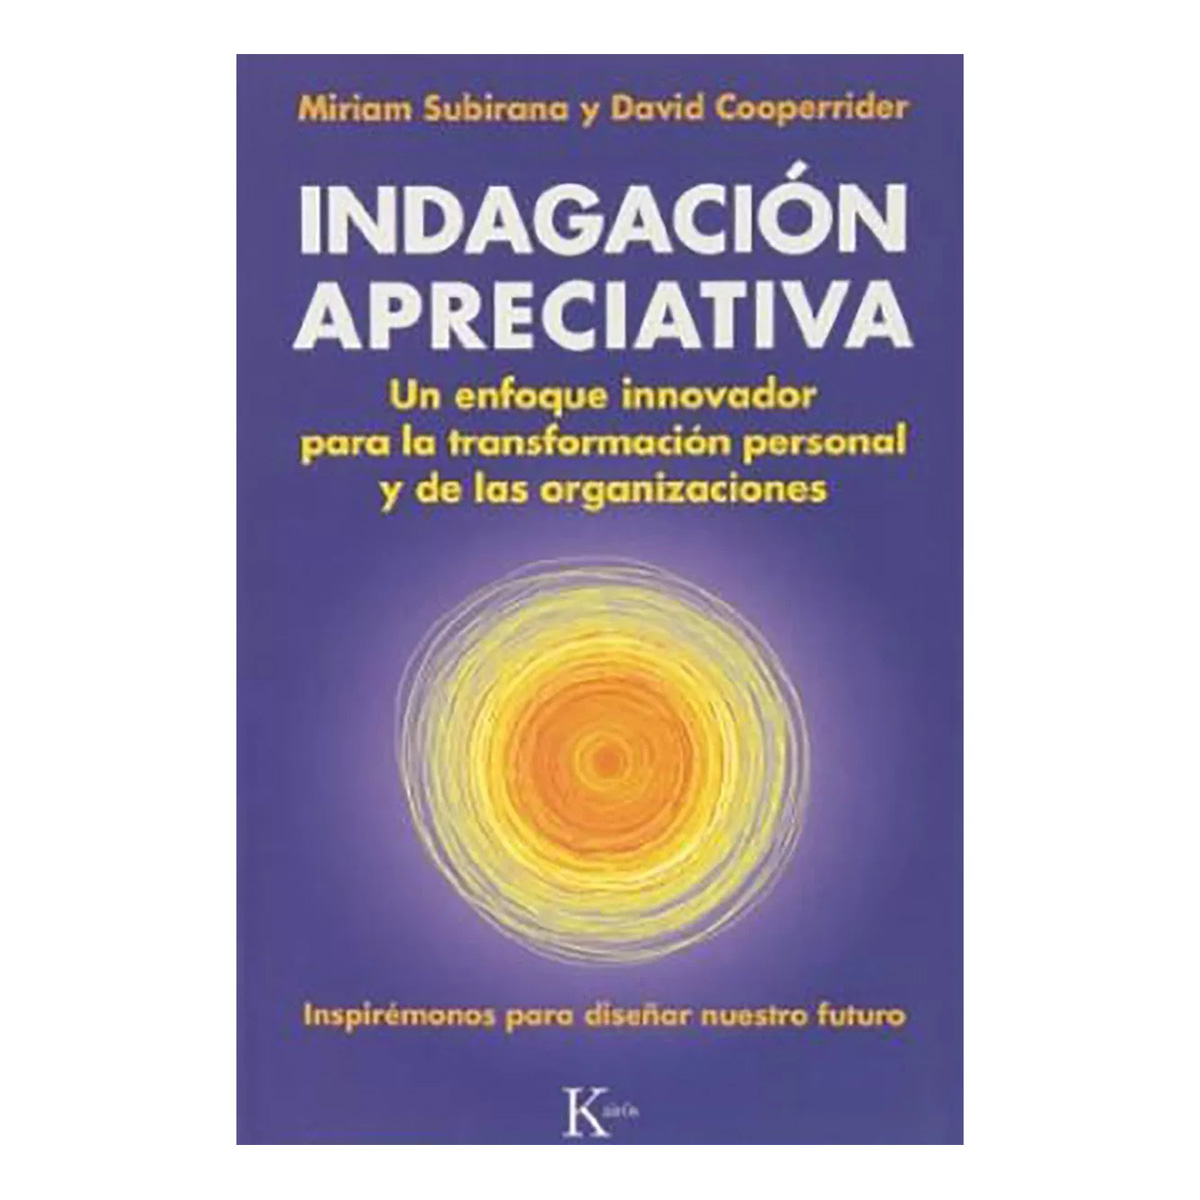 Miriam Subirana y David Cooperrider
INDAGACIÓN
APRECIATIVA
Un enfoque innovador
para la transformación personal
y de las organizaciones
Inspirémonos para diseñar nuestro futuro
Kairós